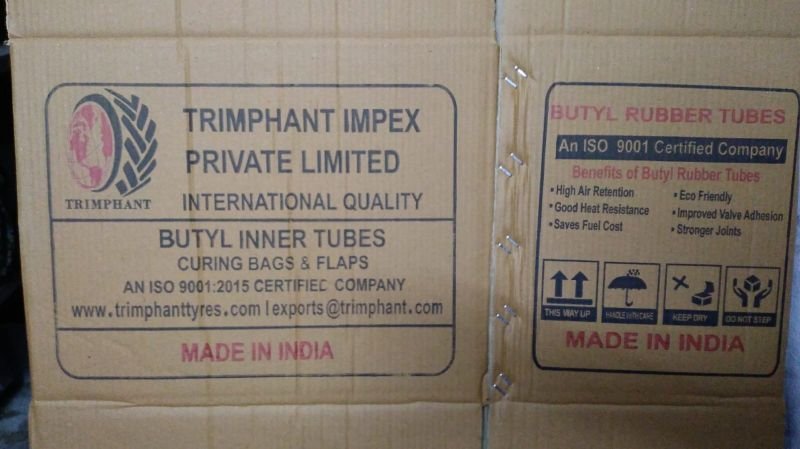 TRIMPHANT
TRIMPHANT IMPEX
PRIVATE LIMITED
INTERNATIONAL QUALITY
BUTYL INNER TUBES
CURING BAGS & FLAPS
AN ISO 9001:2015 CERTIFIED COMPANY
www.trimphanttyres.com | exports@trimphant.com
MADE IN INDIA
BUTYL RUBBER TUBES
An ISO 9001 Certified Company
Benefits of Butyl Rubber Tubes
• High Air Retention
• Good Heat Resistance
• Saves Fuel Cost
• Eco Friendly
• Improved Valve Adhesion
• Stronger Joints
THIS WAY UP
HANDLE WITH CARE
KEEP DRY
DO NOT STEP
MADE IN INDIA